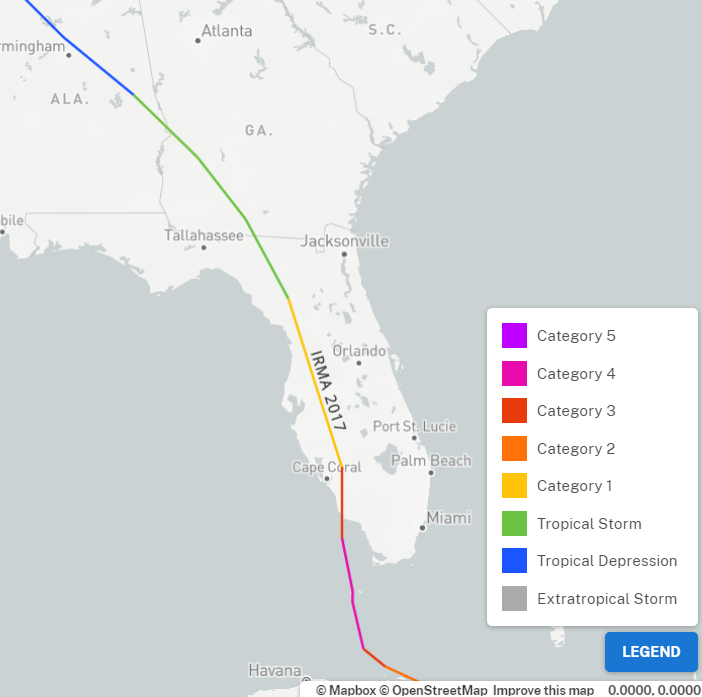 Atlanta
S.C.
rmingham
ALA.
GA.
bile
Tallahassee
Jacksonville
Orlando
IRMA 2017
Port St. Lucie
Palm Beach
Cape Coral
Miami
Havana
Category 5
Category 4
Category 3
Category 2
Category 1
Tropical Storm
Tropical Depression
Extratropical Storm
LEGEND
© Mapbox © OpenStreetMap Improve this map 0.0000, 0.0000